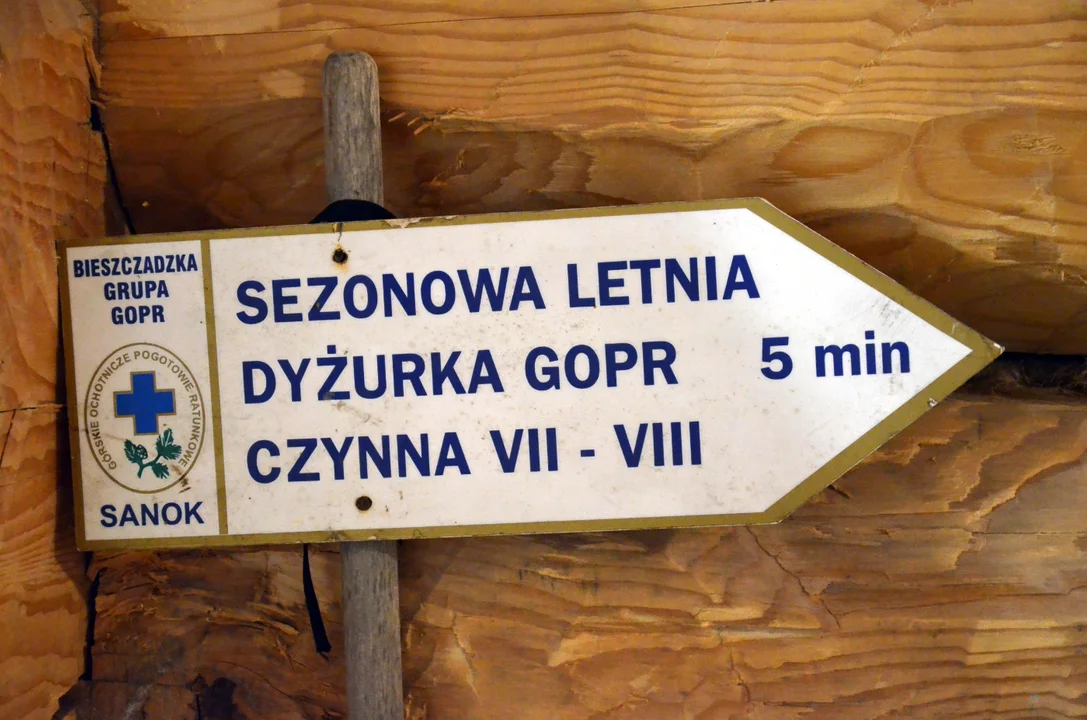 BIESZCZADZKA
GRUPA
GOPR
GÓRSKIE OCHOTNICZE POGOTOWIE RATUNKOWE
SANOK
SEZONOWA LETNIA
DYŻURKA GOPR 5 min
CZYNNA VII - VIII